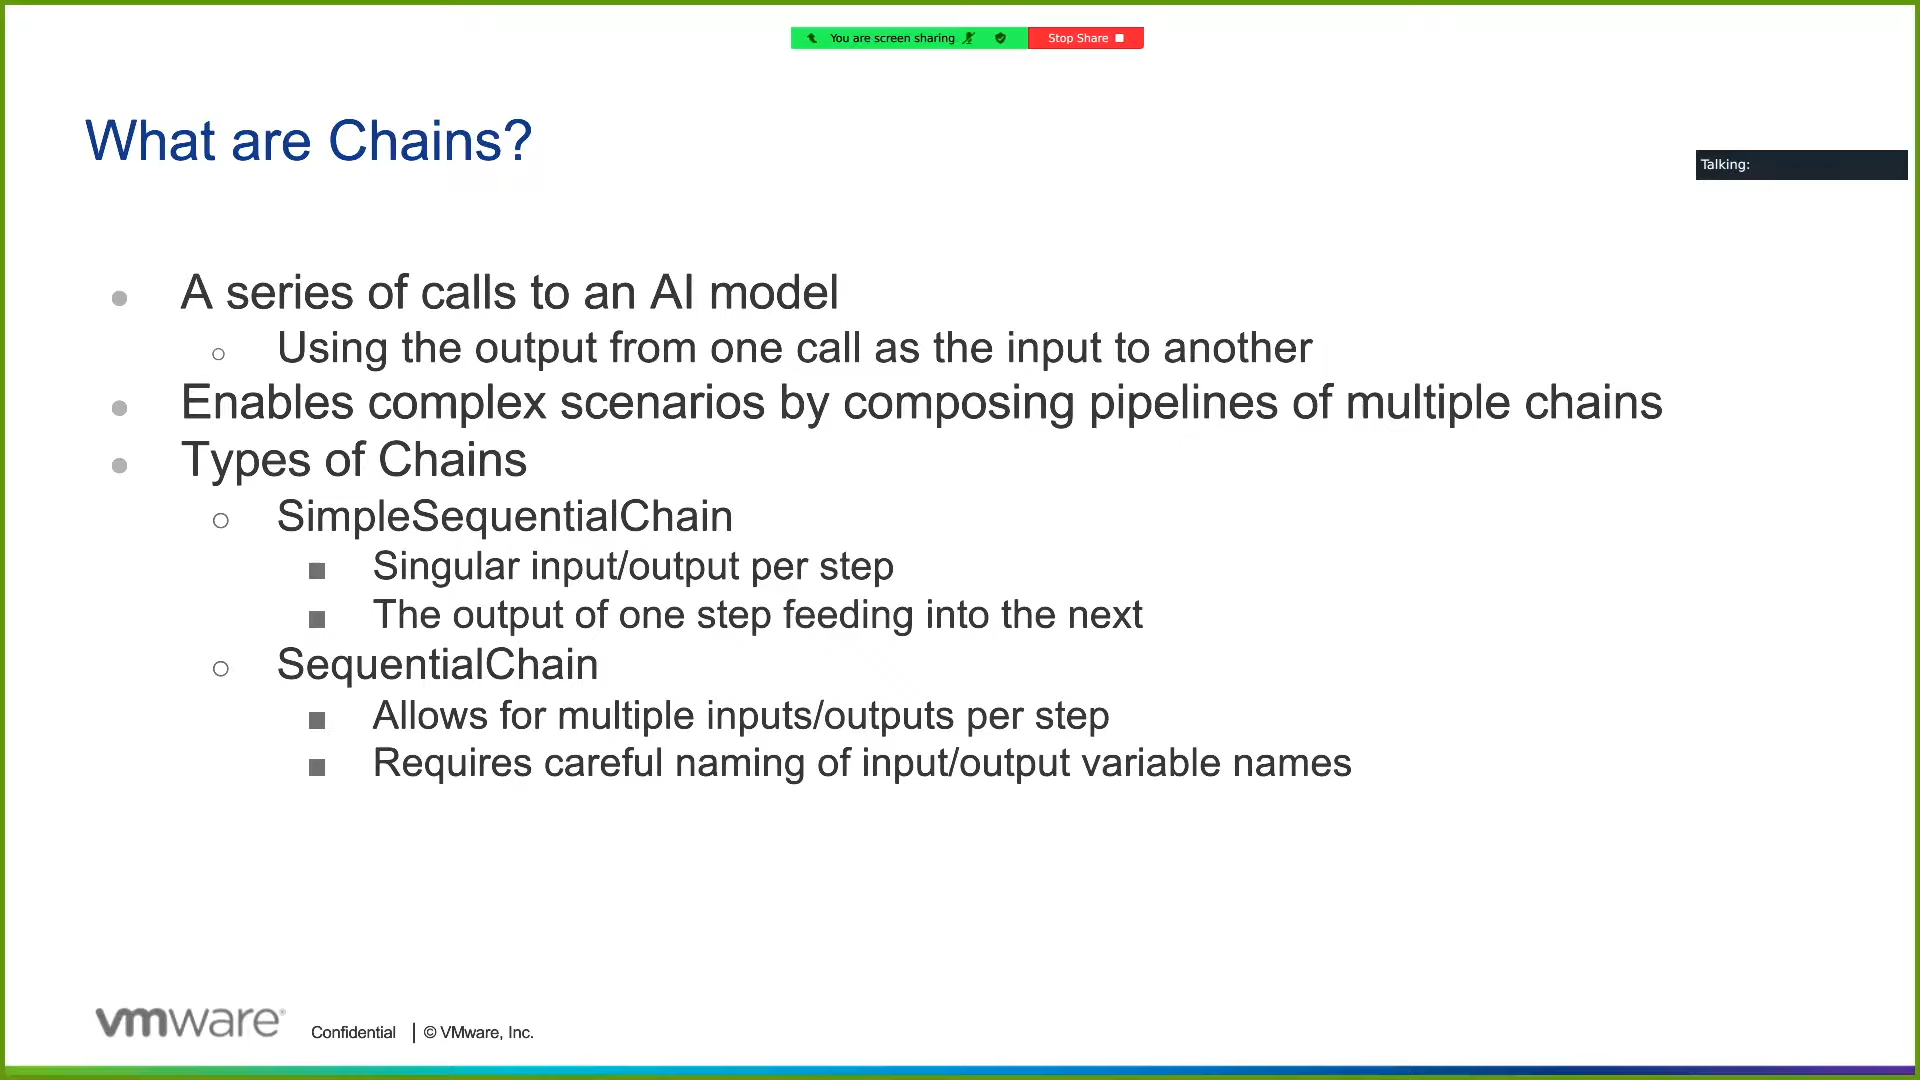 You are screen sharing
Stop Share
What are Chains?
Talking:
A series of calls to an AI model
Using the output from one call as the input to another
Enables complex scenarios by composing pipelines of multiple chains
Types of Chains
SimpleSequentialChain
Singular input/output per step
The output of one step feeding into the next
SequentialChain
Allows for multiple inputs/outputs per step
Requires careful naming of input/output variable names
vmware®
Confidential | © VMware, Inc.